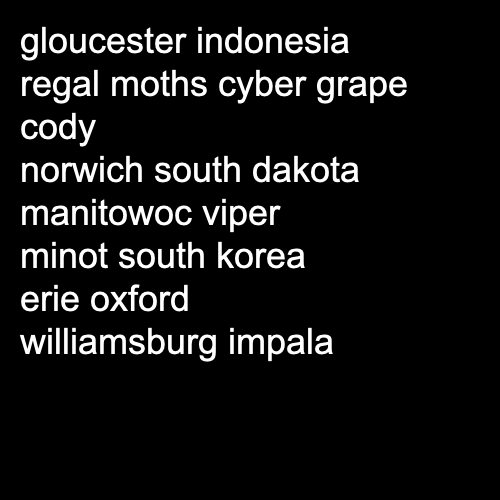 gloucester indonesia
regal moths cyber grape
cody
norwich south dakota
manitowoc viper
minot south korea
erie oxford
williamsburg impala